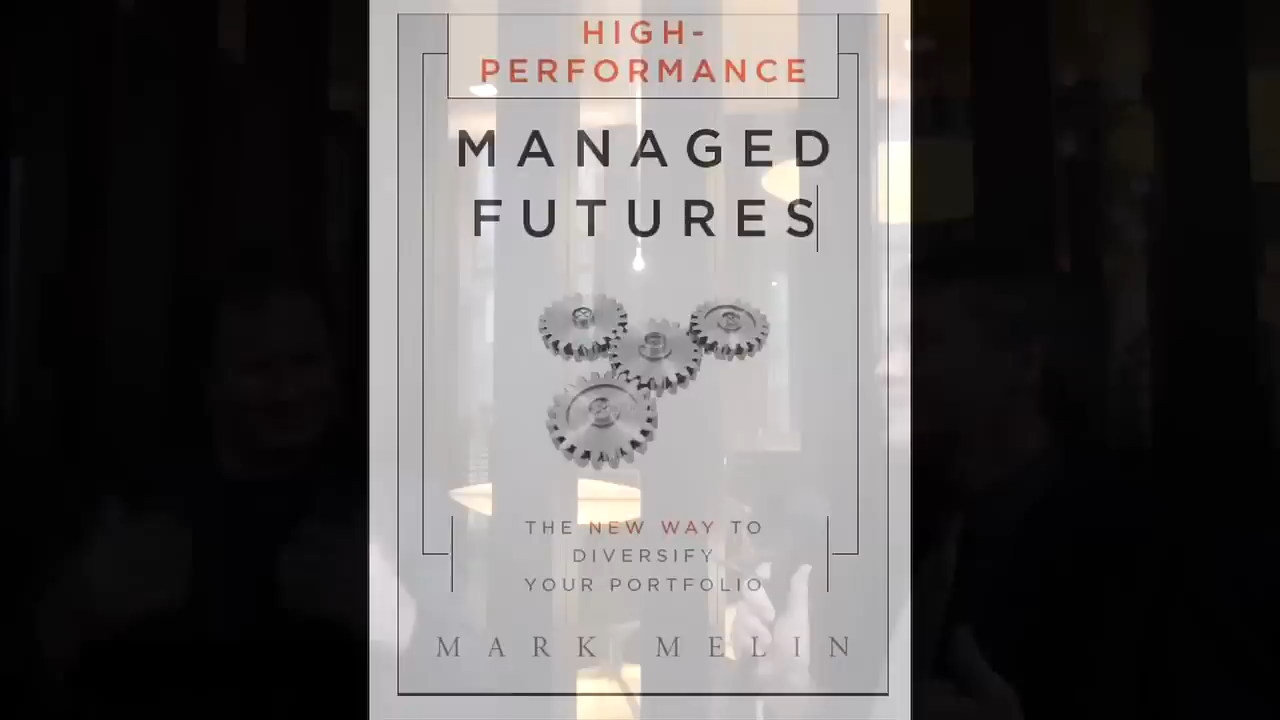 HIGH-
PERFORMANCE
MANAGED
FUTURES
THE NEW WAY TO
DIVERSIFY
YOUR PORTFOLIO
MARK MELIN